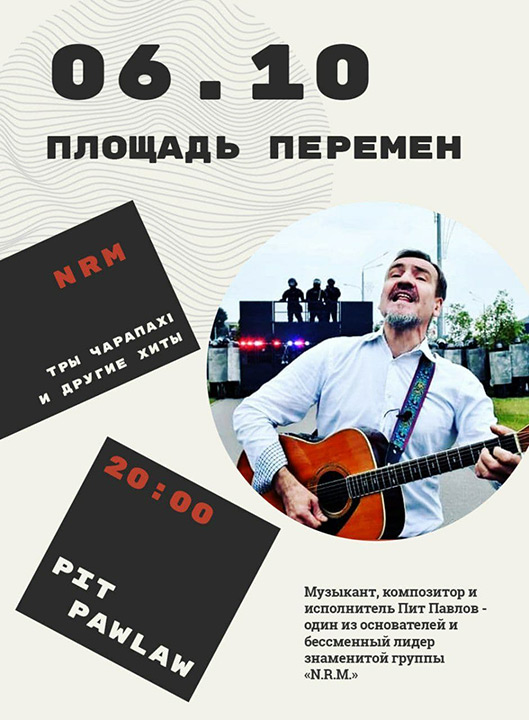 06.10
ПЛОЩАДЬ ПЕРЕМЕН
NRM
ТРЫ ЧАРАПАХІ
И ДРУГИЕ ХИТЫ
20:00
PIT
PAWLAW
Музыкант, композитор и
исполнитель Пит Павлов -
один из основателей и
бессменный лидер
знаменитой группы
«N.R.M.»